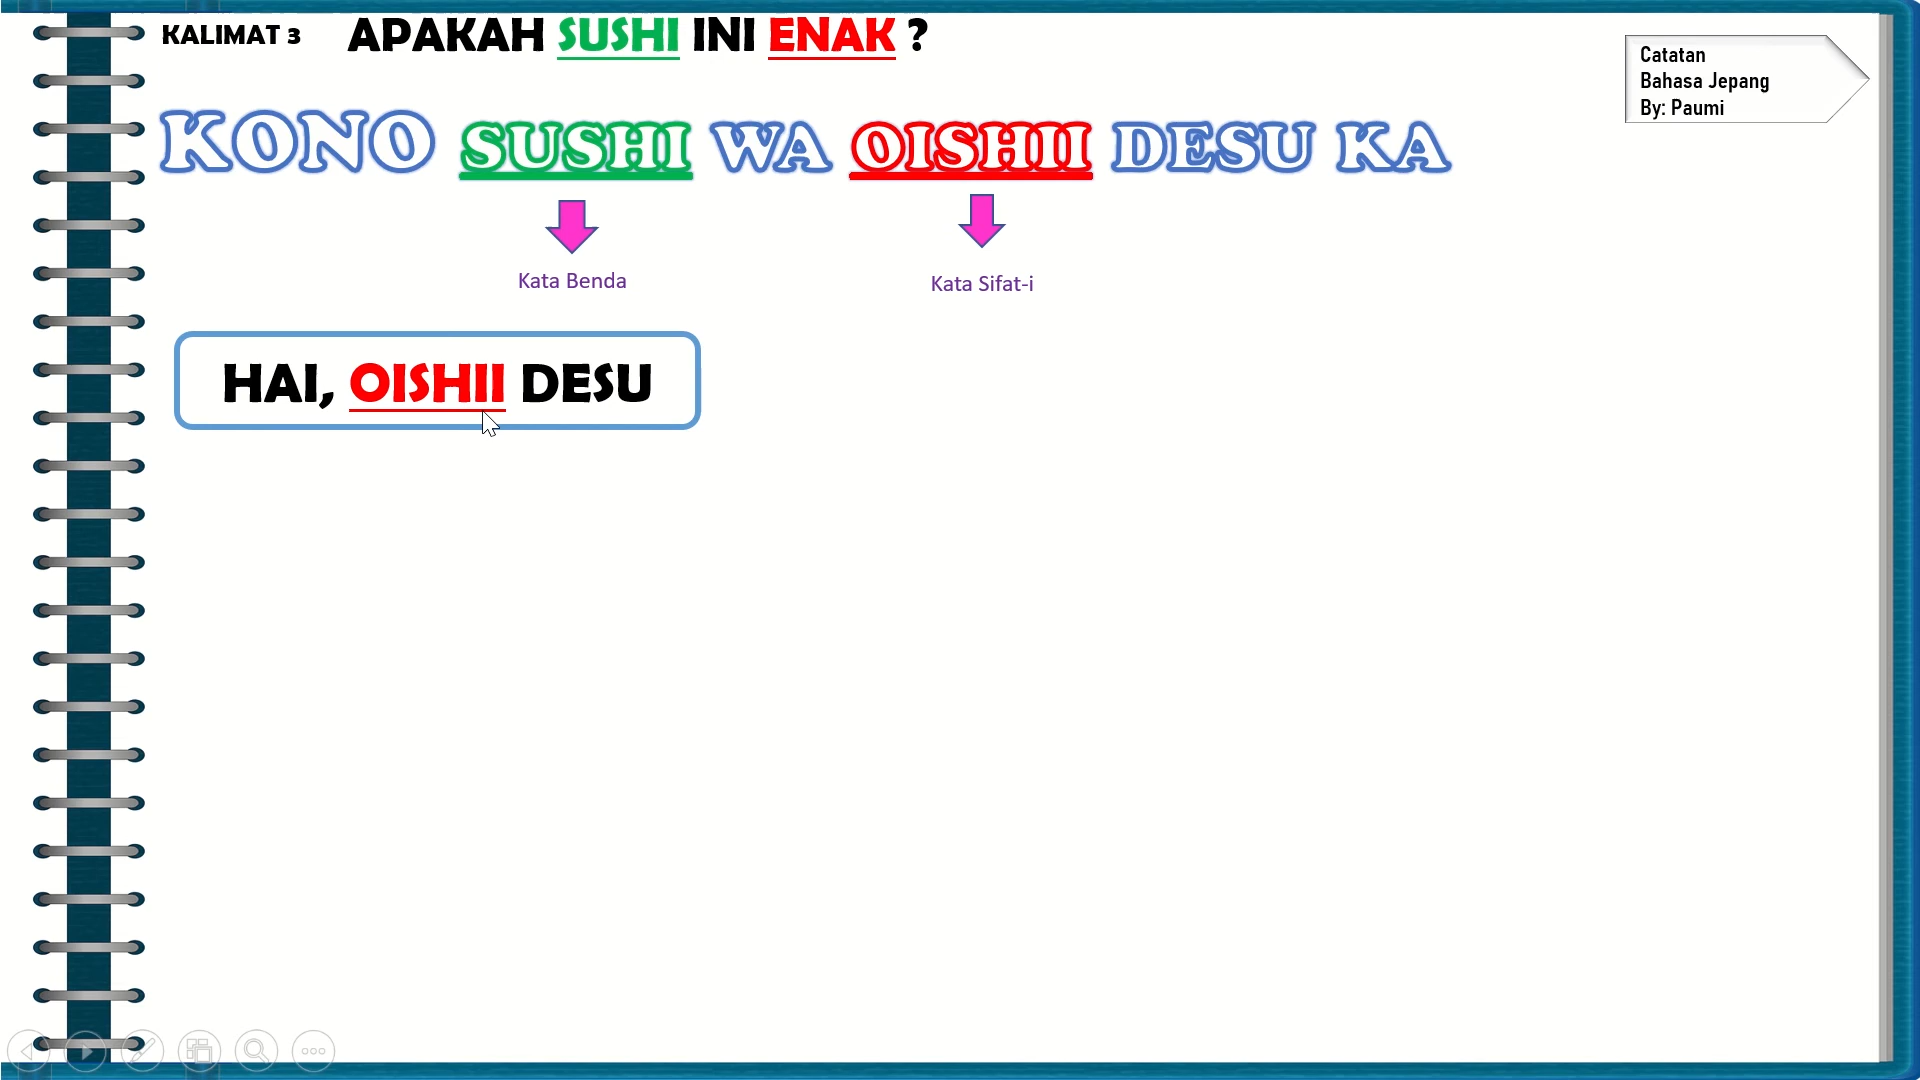 KALIMAT 3 APAKAH SUSHI INI ENAK ?
Catatan
Bahasa Jepang
By: Paumi
KONO SUSHI WA OISHII DESU KA
Kata Benda
Kata Sifat-i
HAI, OISHII DESU